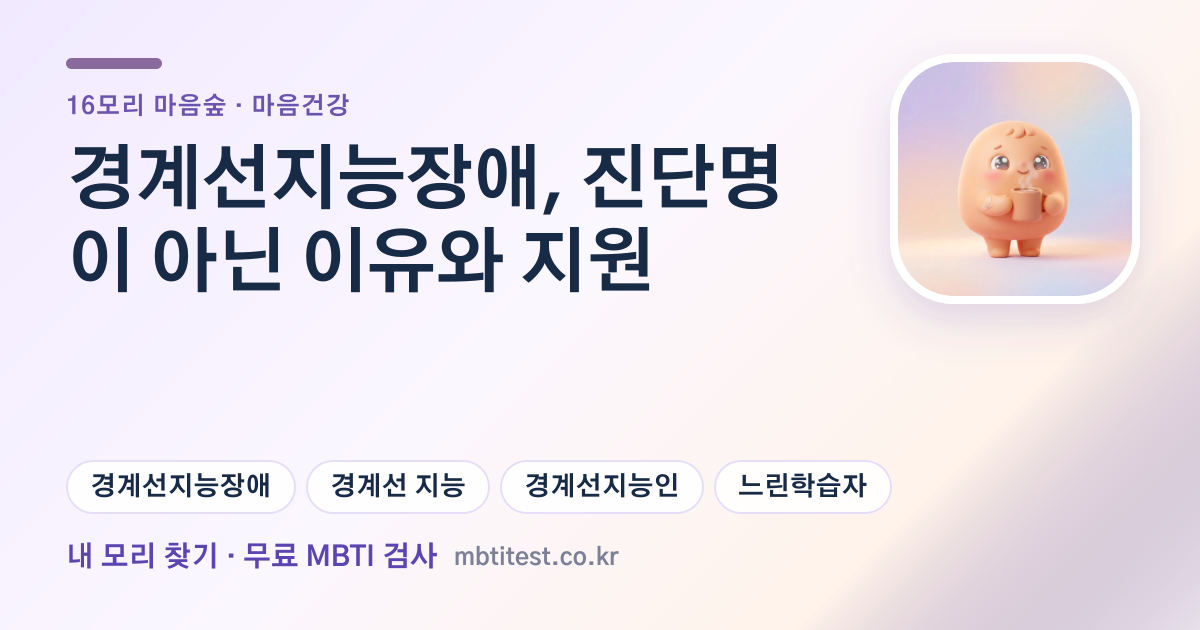 16모리 마음숲 · 마음건강
경계선지능장애, 진단명
이 아닌 이유와 지원
경계선지능장애 경계선 지능 경계선지능인 느린학습자
내 모리 찾기 · 무료 MBTI 검사 mbtitest.co.kr